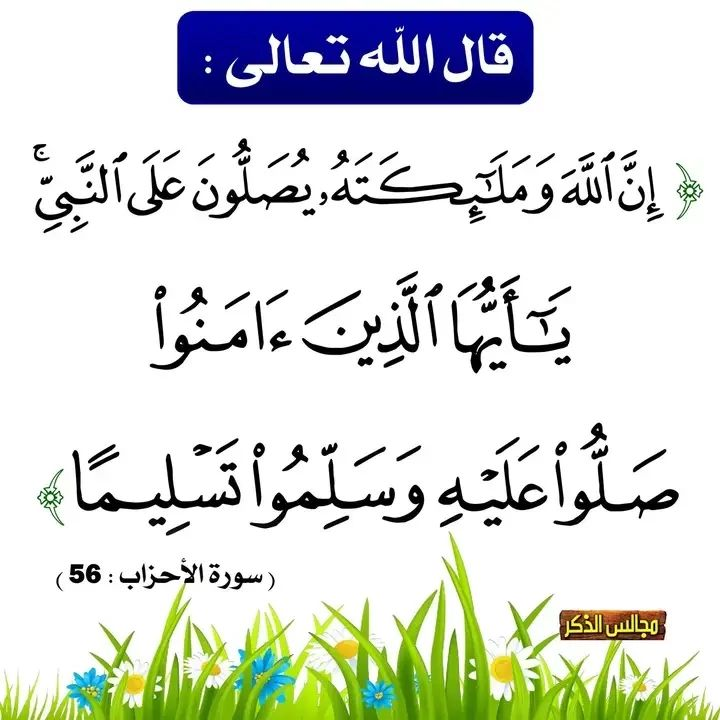 قال الله تعالى :
﴿ إِنَّ ٱللَّهَ وَمَلَـٰٓئِكَتَهُۥ يُصَلُّونَ عَلَى ٱلنَّبِيِّۚ
يَـٰٓأَيُّهَا ٱلَّذِينَ ءَامَنُوا۟
صَلُّوا۟ عَلَيْهِ وَسَلِّمُوا۟ تَسْلِيمًا ﴾
( سورة الأحزاب : 56 )
مجالس الذكر